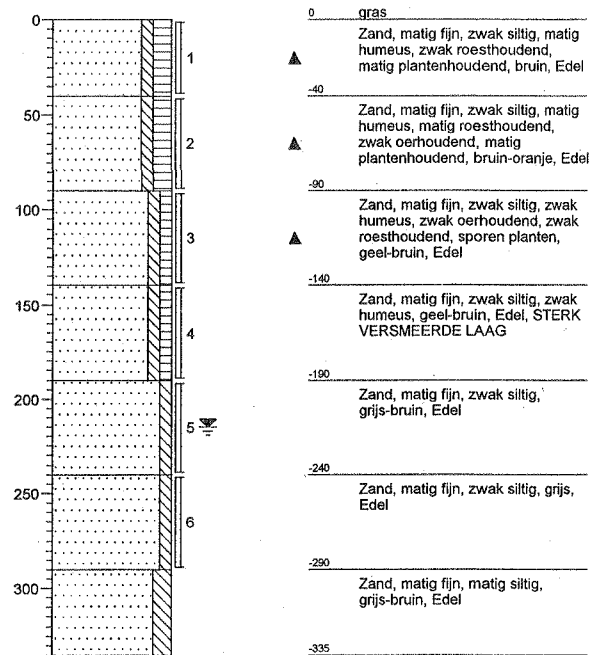 0
gras
Zand, matig fijn, zwak siltig, matig
humeus, zwak roesthoudend,
matig plantenhoudend, bruin, Edel
1
-40
50
Zand, matig fijn, zwak siltig, matig
humeus, matig roesthoudend,
zwak oerhoudend, matig
plantenhoudend, bruin-oranje, Edel
2
-90
100
Zand, matig fijn, zwak siltig, zwak
humeus, zwak oerhoudend, zwak
roesthoudend, sporen planten,
geel-bruin, Edel
3
-140
150
Zand, matig fijn, zwak siltig, zwak
humeus, geel-bruin, Edel, STERK
VERSMEERDE LAAG
4
-190
200
Zand, matig fijn, zwak siltig,
grijs-bruin, Edel
5
-240
250
Zand, matig fijn, zwak siltig, grijs,
Edel
6
-290
300
Zand, matig fijn, matig siltig,
grijs-bruin, Edel
-335
0